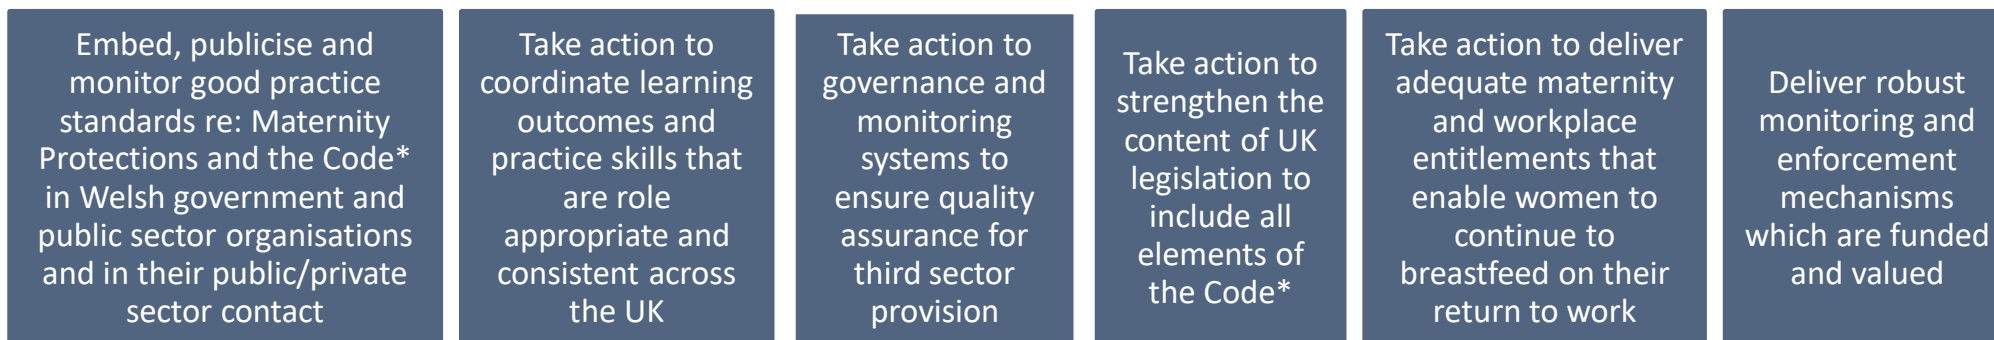 Embed, publicise and
monitor good practice
standards re: Maternity
Protections and the Code*
in Welsh government and
public sector organisations
and in their public/private
sector contact
Take action to
coordinate learning
outcomes and
practice skills that
are role
appropriate and
consistent across
the UK
Take action to
governance and
monitoring
systems to
ensure quality
assurance for
third sector
provision
Take action to
strengthen the
content of UK
legislation to
include all
elements of
the Code*
Take action to deliver
adequate maternity
and workplace
entitlements that
enable women to
continue to
breastfeed on their
return to work
Deliver robust
monitoring and
enforcement
mechanisms
which are funded
and valued